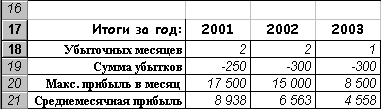 16
17 Итоги за год: 2001 2002 2003
18 Убыточных месяцев 2 2 1
19 Сумма убытков -250 -300 -300
20 Макс. прибыль в месяц 17 500 15 000 8 500
21 Среднемесячная прибыль 8 938 6 563 4 558